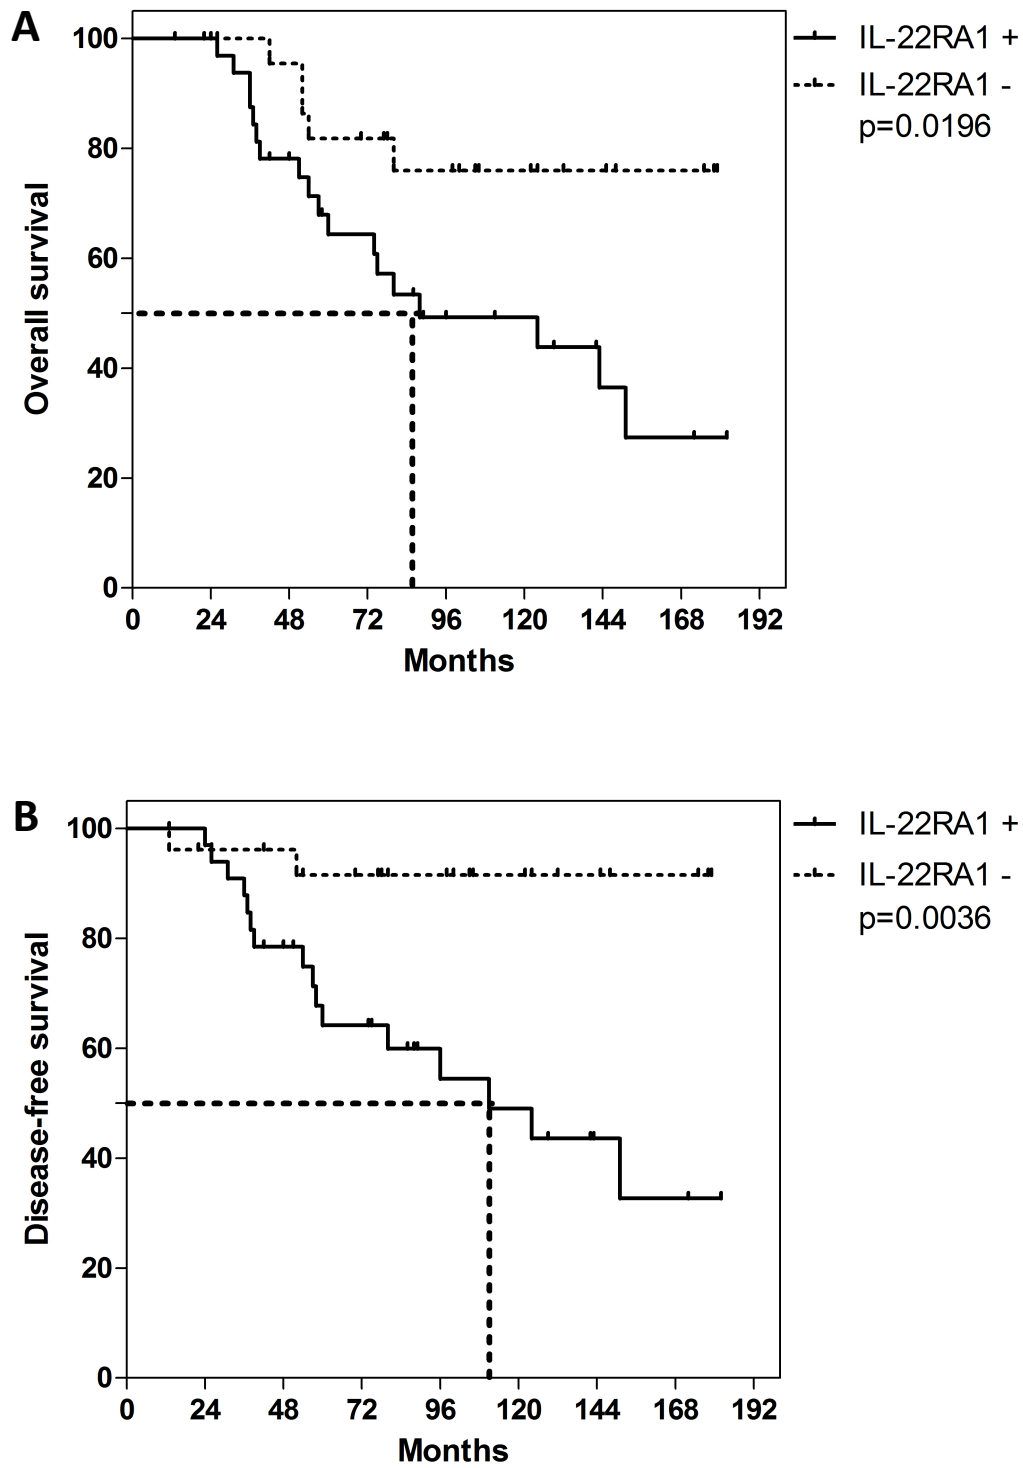 A
IL-22RA1 +
IL-22RA1 -
p=0.0196
Overall survival
100
80
60
40
20
0
0 24 48 72 96 120 144 168 192
Months
B
IL-22RA1 +
IL-22RA1 -
p=0.0036
Disease-free survival
100
80
60
40
20
0
0 24 48 72 96 120 144 168 192
Months